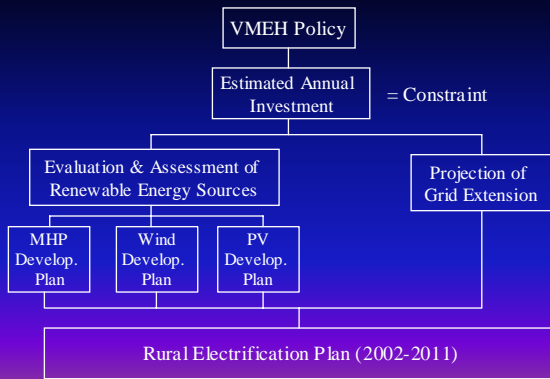 VMEH Policy
Estimated Annual
Investment
= Constraint
Evaluation & Assessment of
Renewable Energy Sources
Projection of
Grid Extension
MHP
Develop.
Plan
Wind
Develop.
Plan
PV
Develop.
Plan
Rural Electrification Plan (2002-2011)